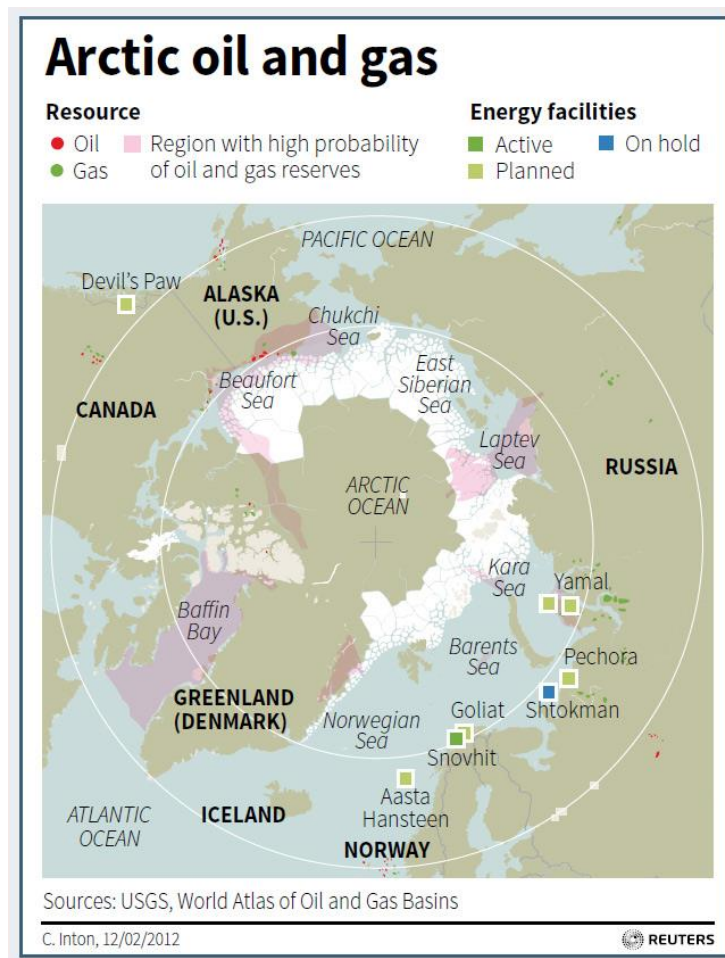 Arctic oil and gas
Resource
Oil
Gas
Region with high probability
of oil and gas reserves
Energy facilities
Active
On hold
Planned
PACIFIC OCEAN
Devil's Paw
ALASKA
(U.S.)
Chukchi
Sea
East
Siberian
Sea
Beaufort
Sea
CANADA
Laptev
Sea
RUSSIA
ARCTIC
OCEAN
Kara
Sea
Yamal
Baffin
Bay
Barents
Sea
Pechora
GREENLAND
(DENMARK)
Norwegian
Sea
Goliat
Shtokman
Snovhit
Aasta
Hansteen
ATLANTIC
OCEAN
ICELAND
NORWAY
Sources: USGS, World Atlas of Oil and Gas Basins
C. Inton, 12/02/2012
REUTERS